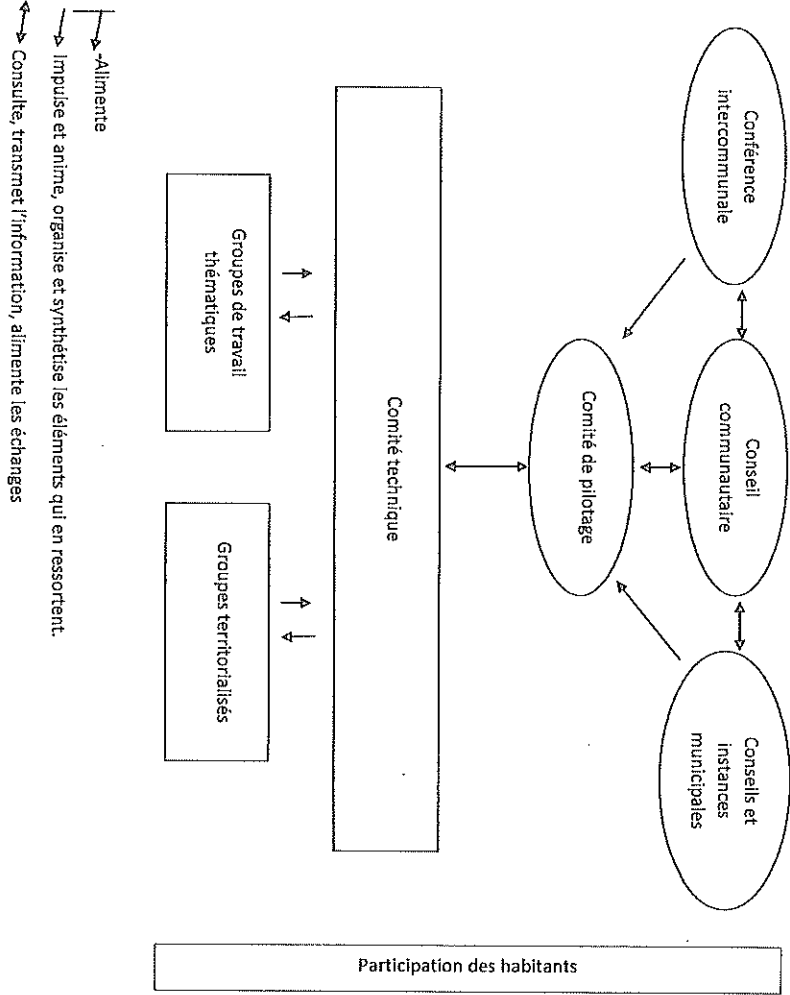 Conférence
intercommunale
Conseil
communautaire
Conseils et
instances
municipales
Comité de pilotage
Comité technique
Groupes de travail
thématiques
Groupes territorialisés
Participation des habitants
-Alimente
Impulse et anime, organise et synthétise les éléments qui en ressortent.
Consulte, transmet l'information, alimente les échanges